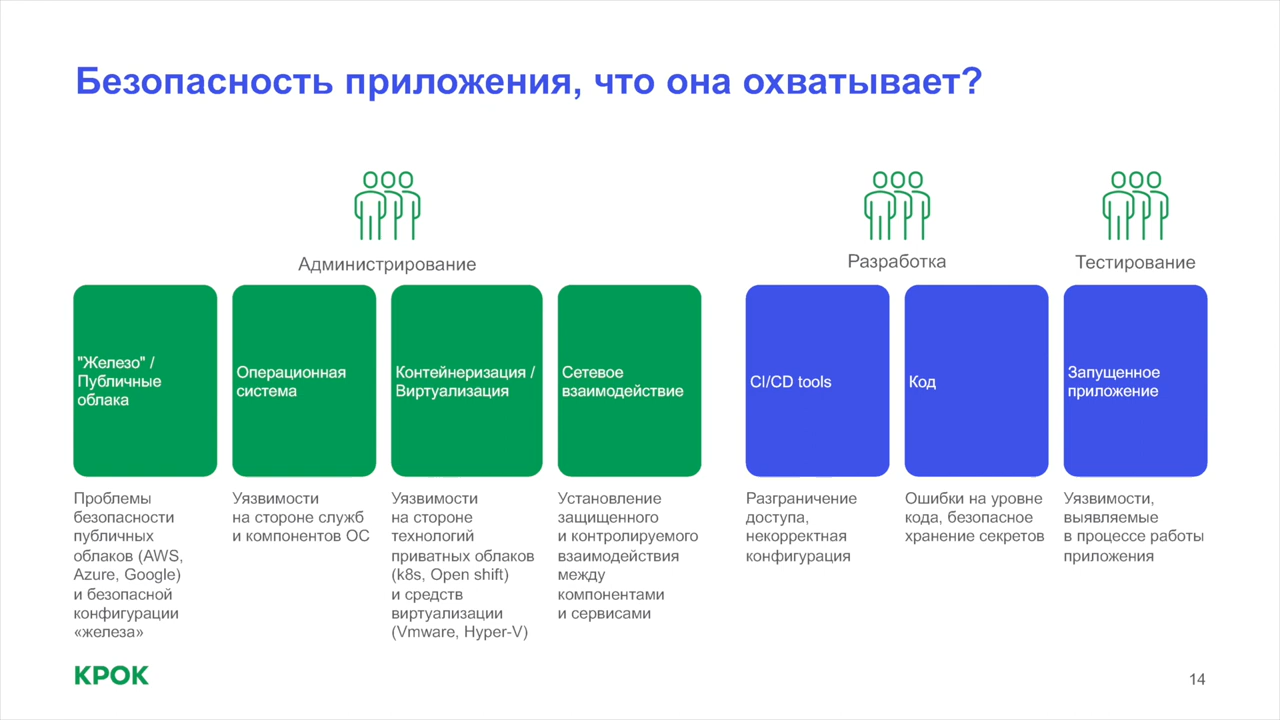 Безопасность приложения, что она охватывает?
Администрирование
Разработка
Тестирование
"Железо" /
Публичные
облака
Операционная
система
Контейнеризация /
Виртуализация
Сетевое
взаимодействие
CI/CD tools
Код
Запущенное
приложение
Проблемы
безопасности
публичных
облаков (AWS,
Azure, Google)
и безопасной
конфигурации
«железа»
Уязвимости
на стороне служб
и компонентов ОС
Уязвимости
на стороне
технологий
приватных облаков
(k8s, Open shift)
и средств
виртуализации
(Vmware, Hyper-V)
Установление
защищенного
и контролируемого
взаимодействия
между
компонентами
и сервисами
Разграничение
доступа,
некорректная
конфигурация
Ошибки на уровне
кода, безопасное
хранение секретов
Уязвимости,
выявляемые
в процессе работы
приложения
КРОК
14